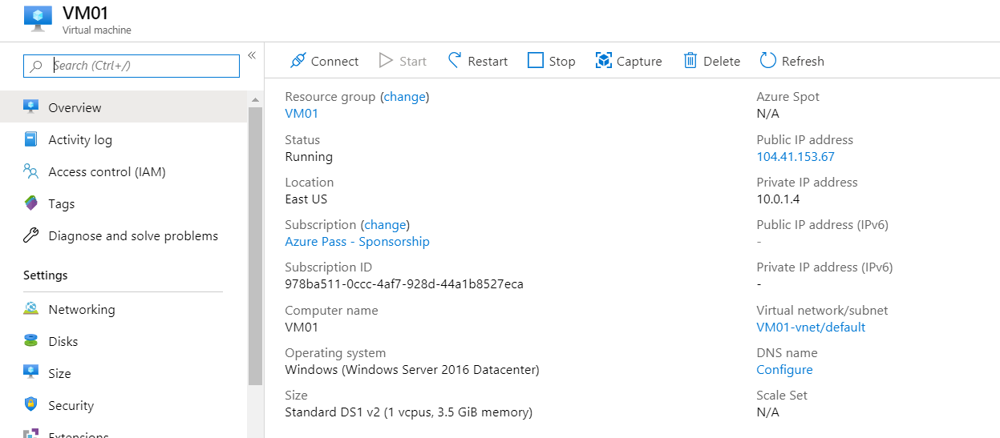 VM01
Virtual machine
Search (Ctrl+/)
«
Overview
Activity log
Access control (IAM)
Tags
Diagnose and solve problems
Settings
Networking
Disks
Size
Security
Extensions
Connect Start Restart Stop Capture Delete Refresh
Resource group (change)
VM01
Status
Running
Location
East US
Subscription (change)
Azure Pass - Sponsorship
Subscription ID
978ba511-0ccc-4af7-928d-44a1b8527eca
Computer name
VM01
Operating system
Windows (Windows Server 2016 Datacenter)
Size
Standard DS1 v2 (1 vcpus, 3.5 GiB memory)
Azure Spot
N/A
Public IP address
104.41.153.67
Private IP address
10.0.1.4
Public IP address (IPv6)
-
Private IP address (IPv6)
-
Virtual network/subnet
VM01-vnet/default
DNS name
Configure
Scale Set
N/A